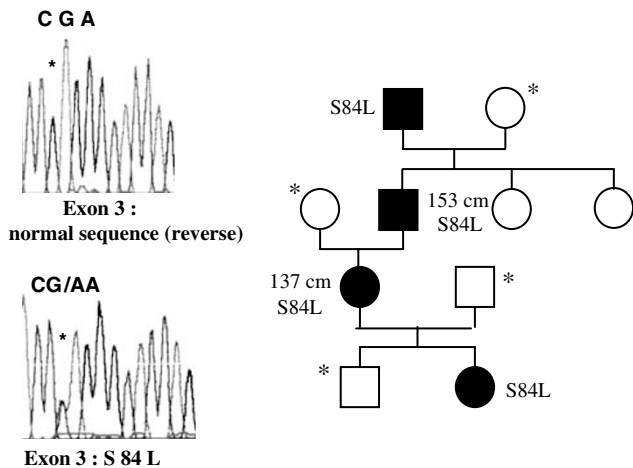 C G A
*
Exon 3 :
normal sequence (reverse)
CG/AA
*
Exon 3 : S 84 L
S84L
*
*
153 cm
S84L
137 cm
S84L
*
*
S84L